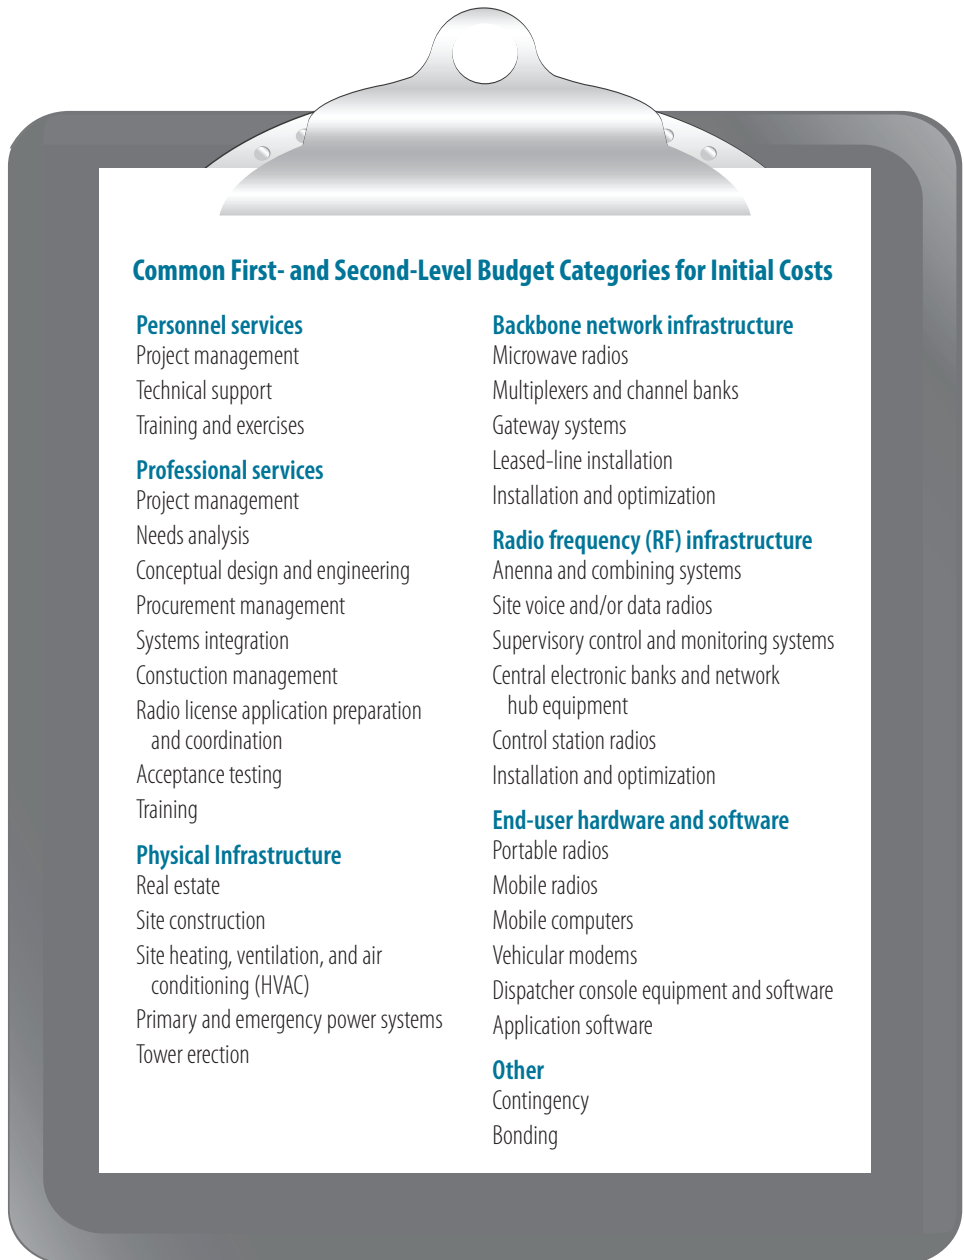 Common First- and Second-Level Budget Categories for Initial Costs
Personnel services
Project management
Technical support
Training and exercises
Professional services
Project management
Needs analysis
Conceptual design and engineering
Procurement management
Systems integration
Constuction management
Radio license application preparation
and coordination
Acceptance testing
Training
Physical Infrastructure
Real estate
Site construction
Site heating, ventilation, and air
conditioning (HVAC)
Primary and emergency power systems
Tower erection
Backbone network infrastructure
Microwave radios
Multiplexers and channel banks
Gateway systems
Leased-line installation
Installation and optimization
Radio frequency (RF) infrastructure
Anenna and combining systems
Site voice and/or data radios
Supervisory control and monitoring systems
Central electronic banks and network
hub equipment
Control station radios
Installation and optimization
End-user hardware and software
Portable radios
Mobile radios
Mobile computers
Vehicular modems
Dispatcher console equipment and software
Application software
Other
Contingency
Bonding